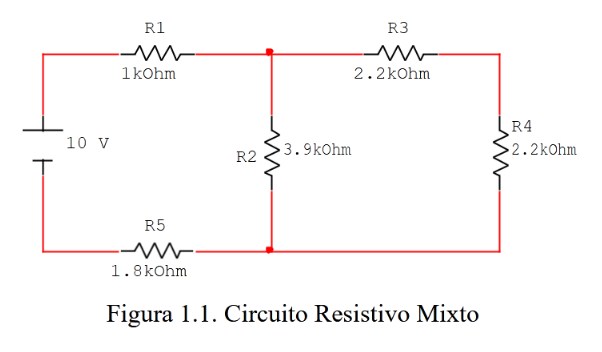 R1
R3
1kOhm
2.2kOhm
10 V
R2
3.9kOhm
R4
2.2kOhm
R5
1.8kOhm
Figura 1.1. Circuito Resistivo Mixto